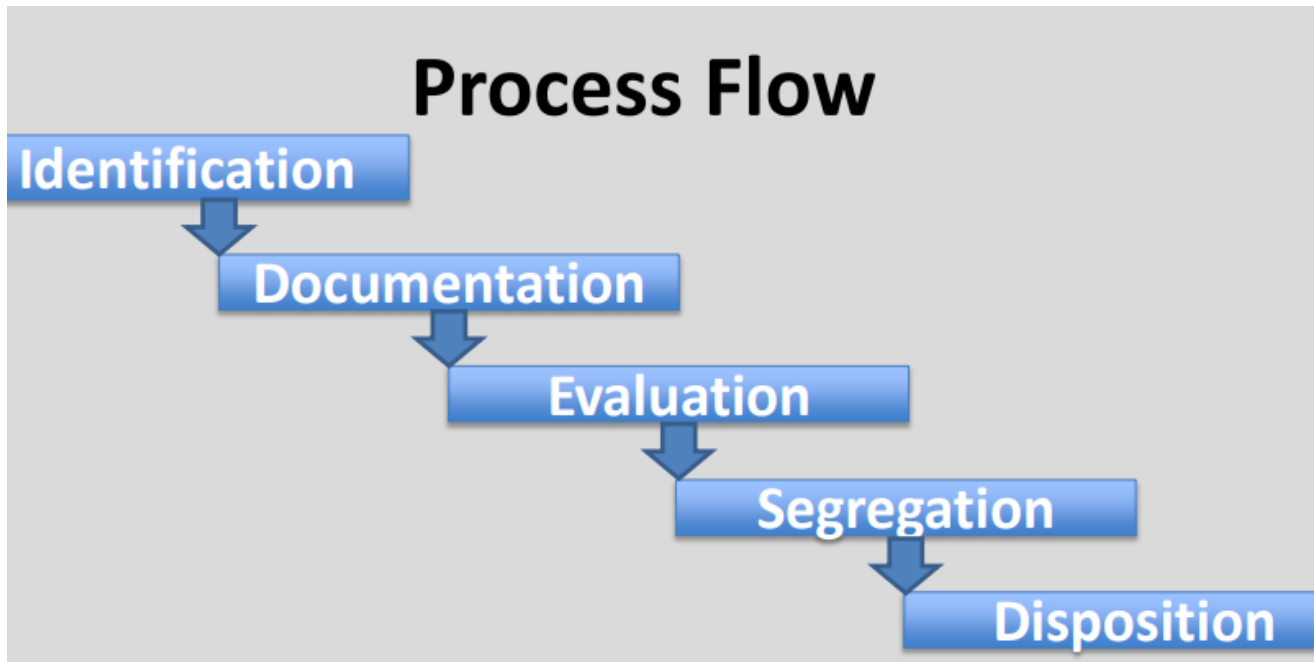 Process Flow
Identification
Documentation
Evaluation
Segregation
Disposition